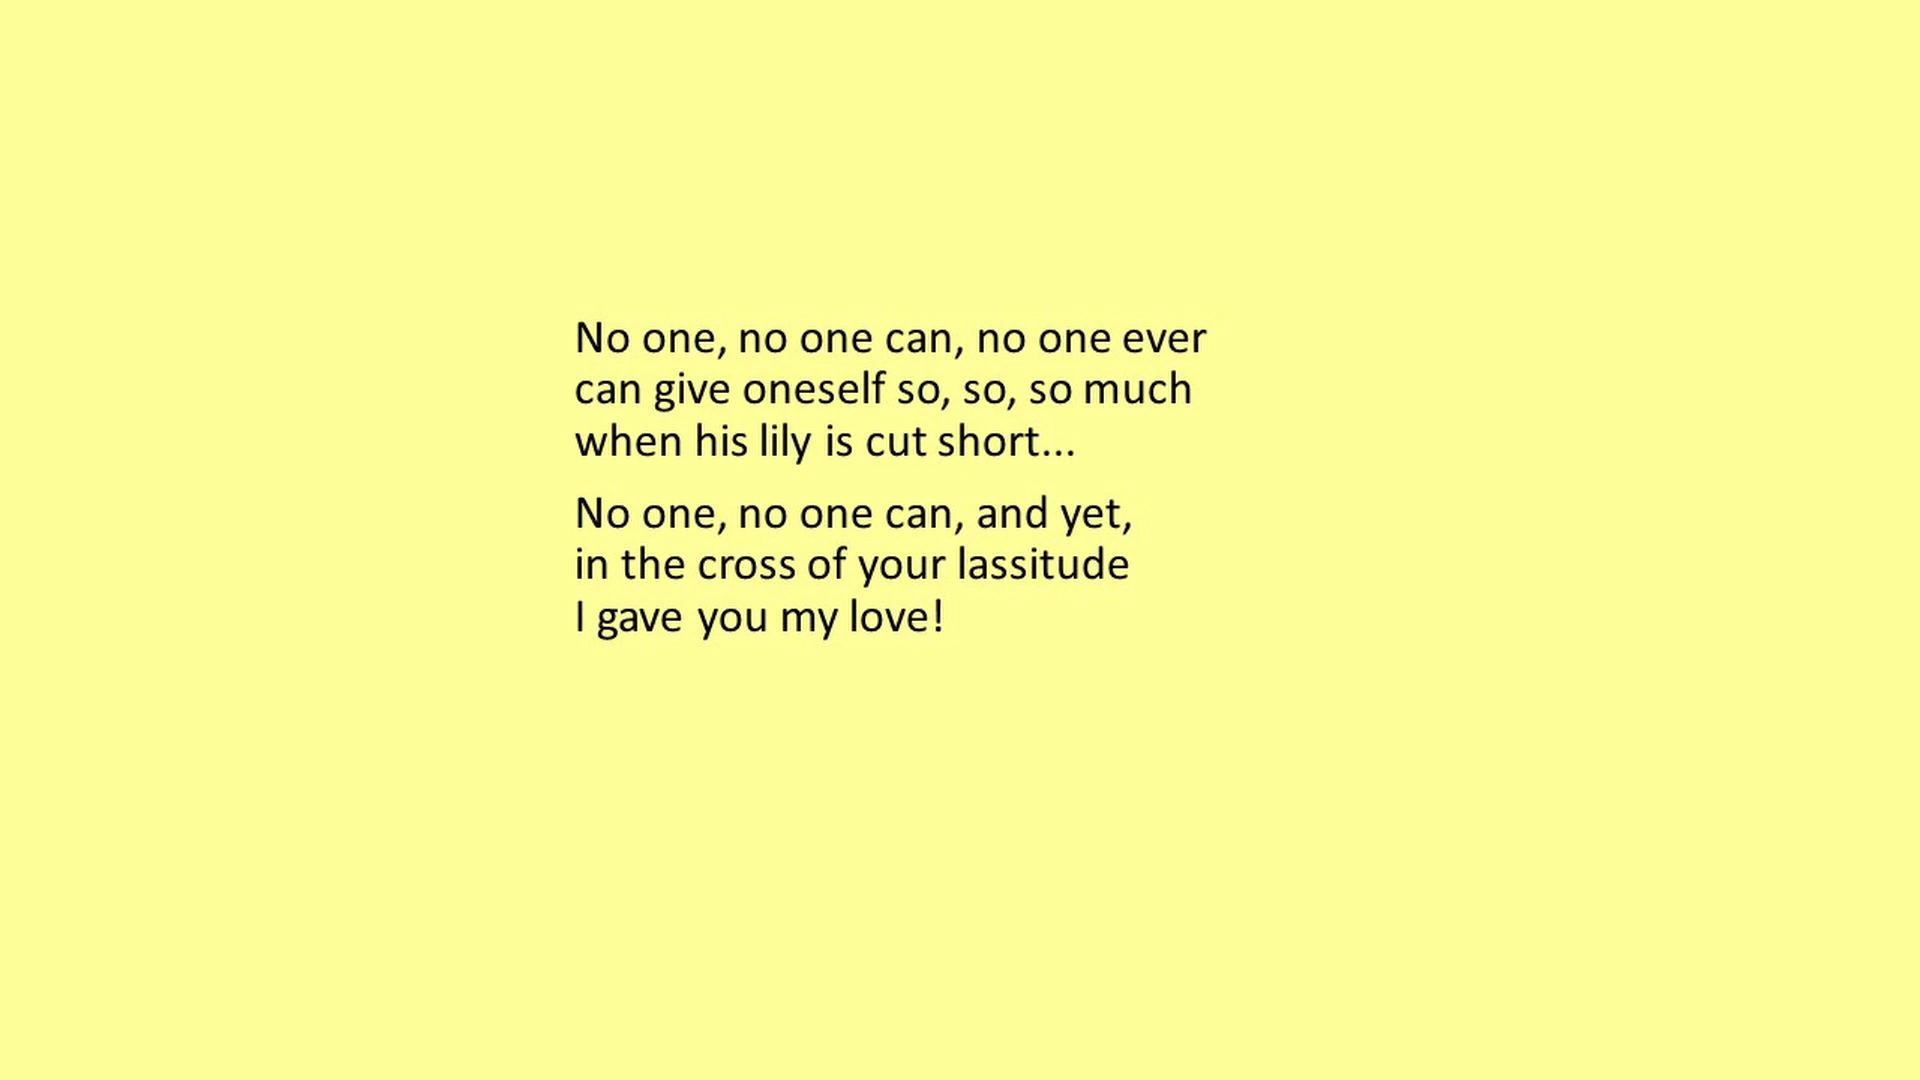 No one, no one can, no one ever
can give oneself so, so, so much
when his lily is cut short...
No one, no one can, and yet,
in the cross of your lassitude
I gave you my love!